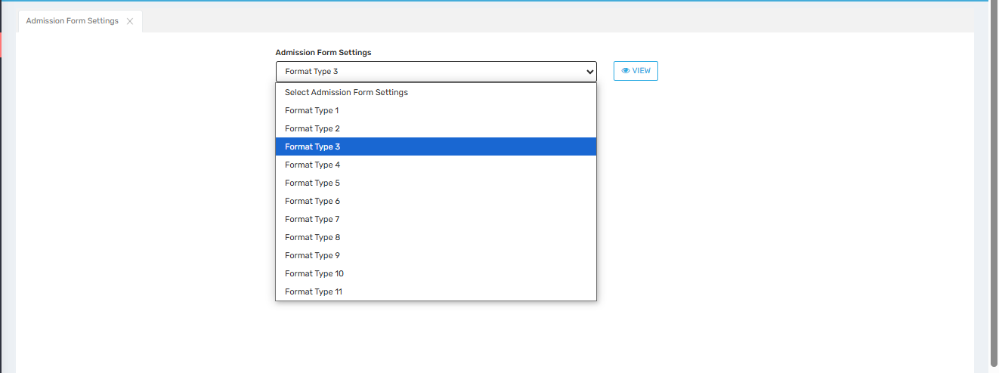 Admission Form Settings
Admission Form Settings
Format Type 3
VIEW
Select Admission Form Settings
Format Type 1
Format Type 2
Format Type 3
Format Type 4
Format Type 5
Format Type 6
Format Type 7
Format Type 8
Format Type 9
Format Type 10
Format Type 11